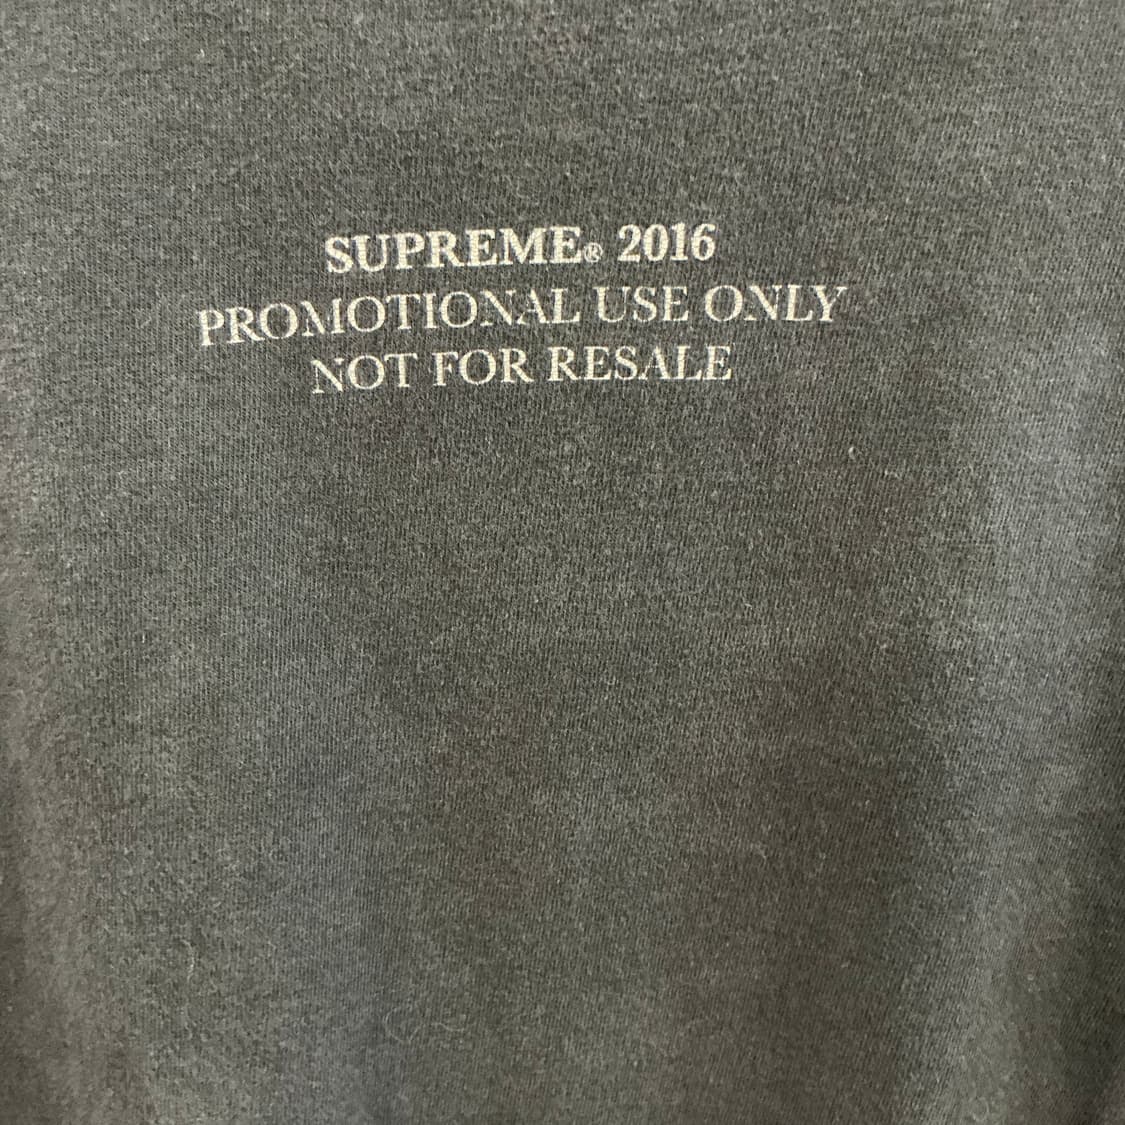 SUPREME® 2016
PROMOTIONAL USE ONLY
NOT FOR RESALE